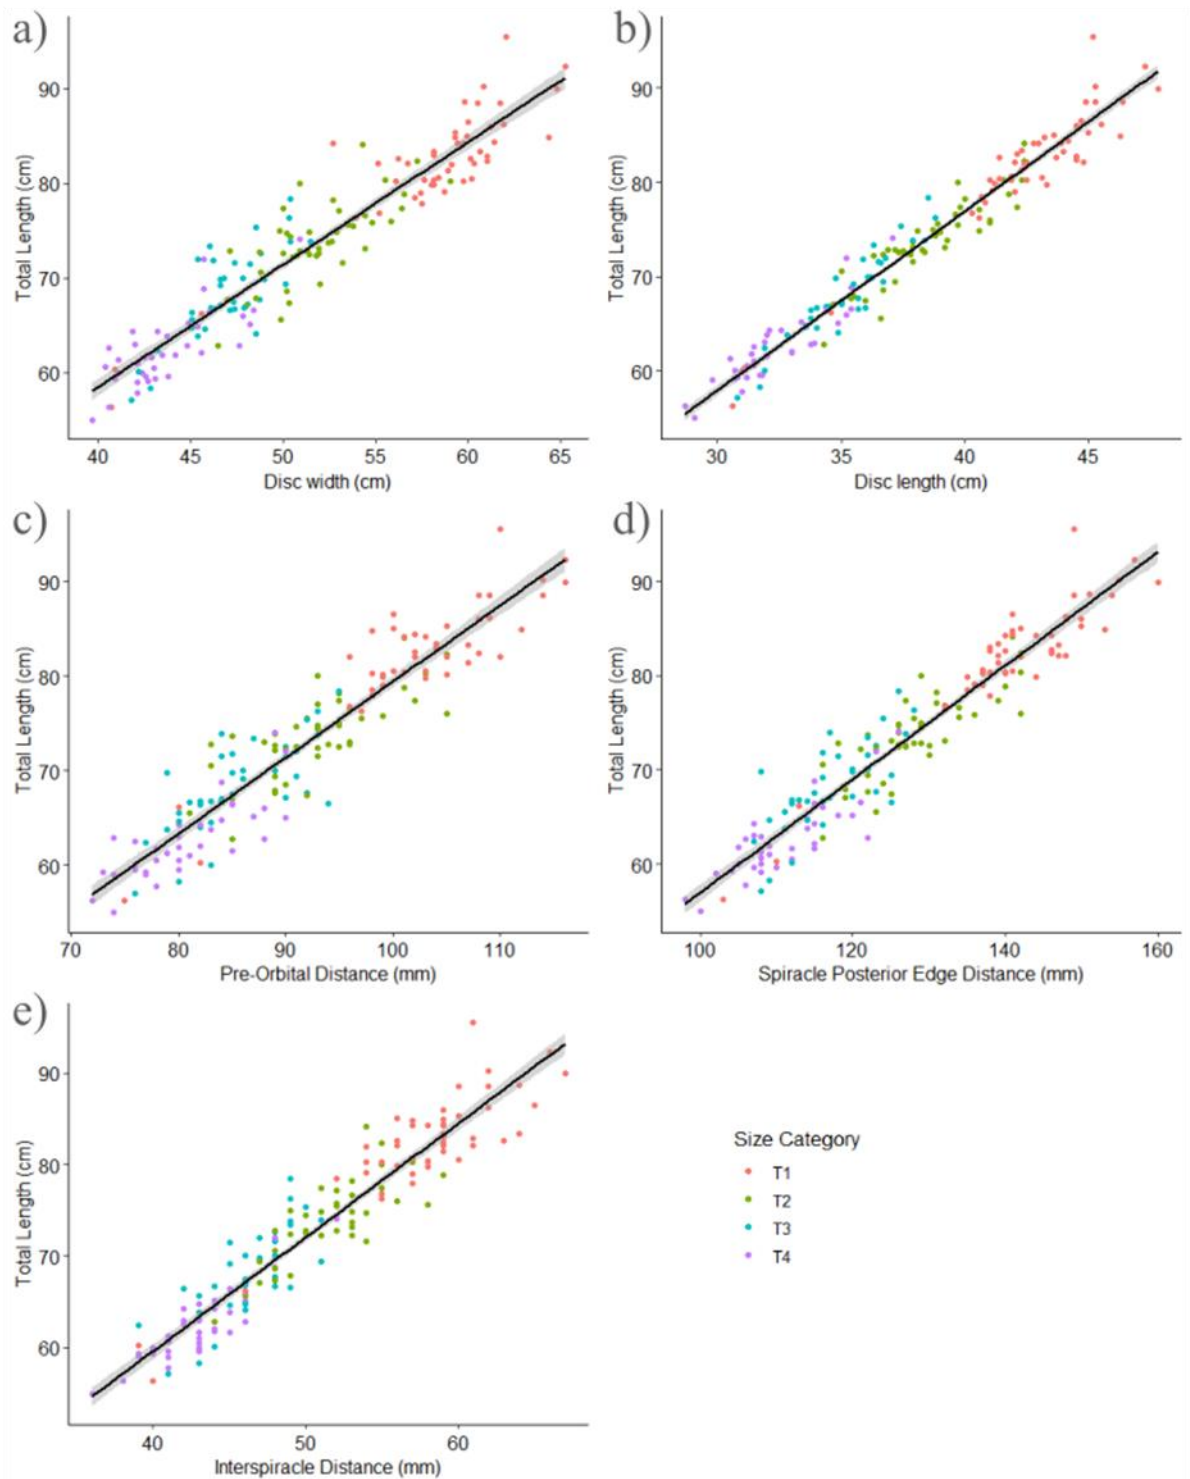 a)
90
80
70
60
Total Length (cm)
40 45 50 55 60 65
Disc width (cm)
b)
90
80
70
60
Total Length (cm)
30 35 40 45
Disc length (cm)
c)
90
80
70
60
Total Length (cm)
70 80 90 100 110
Pre-Orbital Distance (mm)
d)
90
80
70
60
Total Length (cm)
100 120 140 160
Spiracle Posterior Edge Distance (mm)
e)
90
80
70
60
Total Length (cm)
40 50 60
Interspiracle Distance (mm)
Size Category
T1
T2
T3
T4